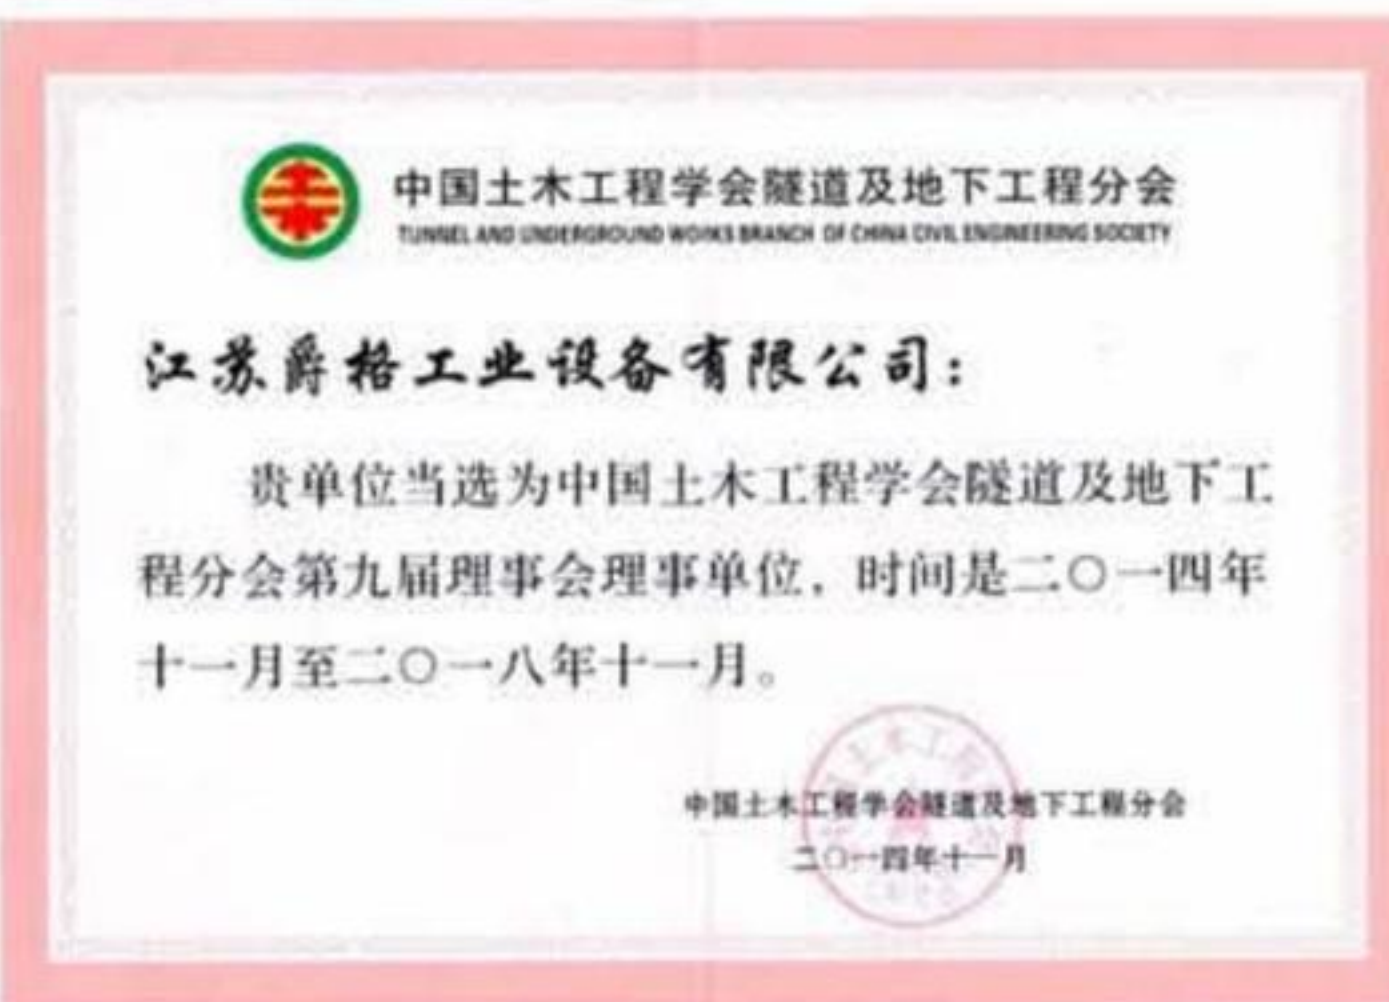 中国土木工程学会隧道及地下工程分会
TUNNEL AND UNDERGROUND WORKS BRANCH OF CHINA CIVIL ENGINEERING SOCIETY
江苏爵格工业设备有限公司：
贵单位当选为中国土木工程学会隧道及地下工
程分会第九届理事会理事单位，时间是二〇一四年
十一月至二〇一八年十一月。
土木工程
中国土木工程学会隧道及地下工程分会
二〇一四年十一月